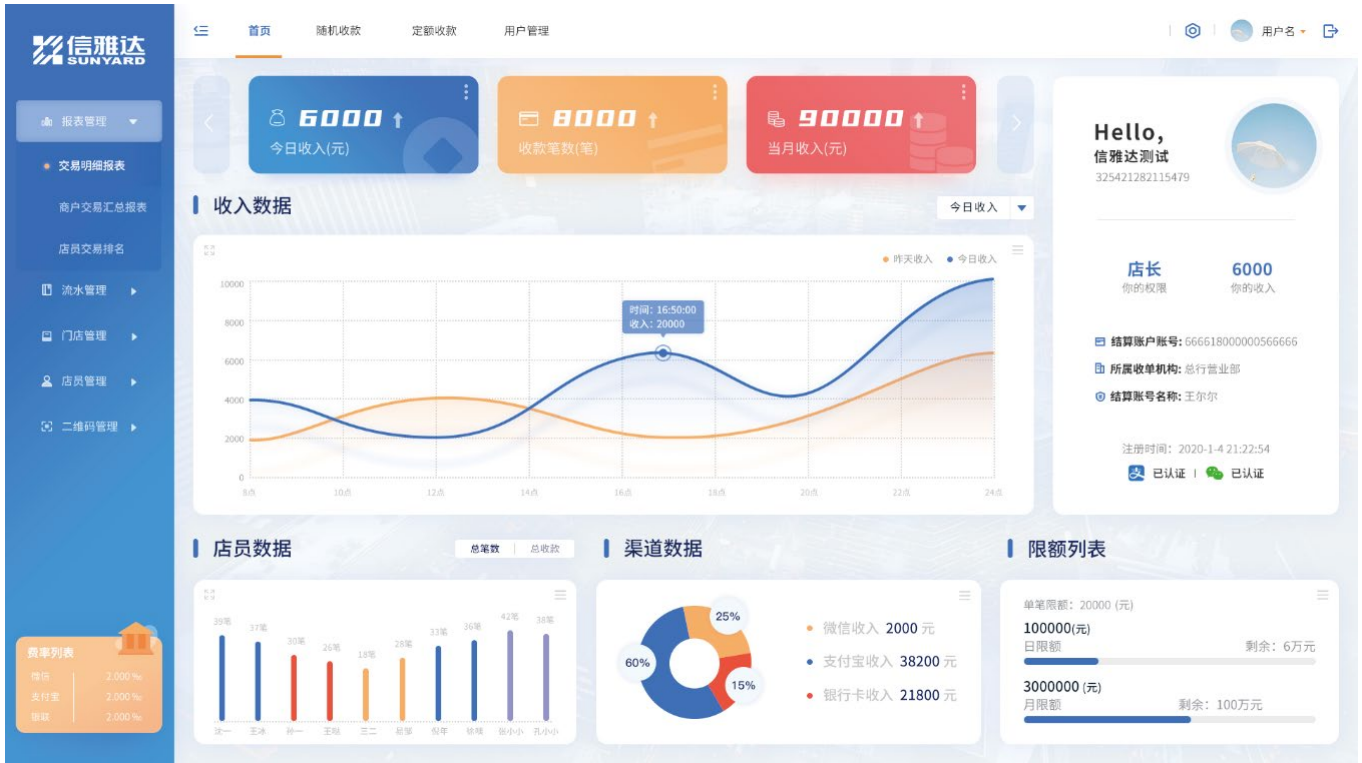 信雅达
SUNYARD
首页
随机收款
定额收款
用户管理
用户名
报表管理
交易明细报表
商户交易汇总报表
店员交易排名
流水管理
门店管理
店员管理
二维码管理
费率列表
微信 2.000 ‰
支付宝 2.000 ‰
银联 2.000 ‰
6000
今日收入(元)
8000
收款笔数(笔)
90000
当月收入(元)
收入数据
今日收入
昨天收入
今日收入
10000
8000
6000
4000
2000
0
时间: 16:50:00
收入: 20000
8点
10点
12点
14点
16点
18点
20点
22点
24点
Hello,
信雅达测试
325421282115479
店长
你的权限
6000
你的收入
结算账户账号: 666618000000566666
所属收单机构: 总行营业部
结算账号名称: 王尔尔
注册时间: 2020-1-4 21:22:54
已认证
已认证
店员数据
总笔数
总收款
39笔
37笔
30笔
26笔
18笔
28笔
33笔
36笔
42笔
38笔
沈一
王冰
孙一
兰二
倪年
张小小
孔小小
渠道数据
25%
60%
15%
微信收入 2000 元
支付宝收入 38200 元
银行卡收入 21800 元
限额列表
单笔限额: 20000 (元)
100000(元)
日限额
剩余: 6万元
3000000 (元)
月限额
剩余: 100万元